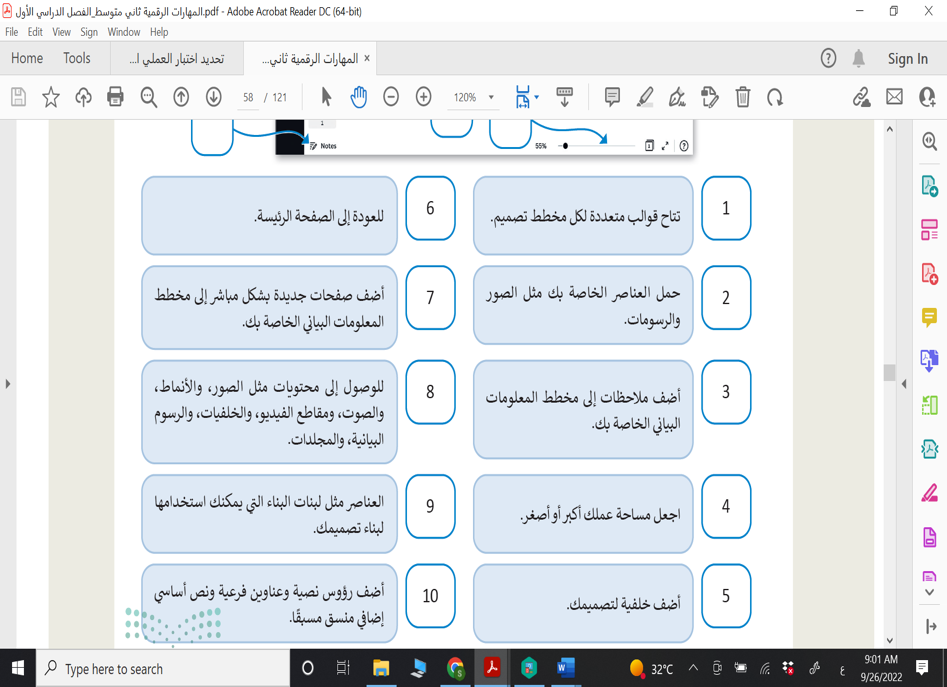 المهارات الرقمية ثاني متوسط_الفصل الدراسي الأول.pdf - Adobe Acrobat Reader DC (64-bit)
File Edit View Sign Window Help
Home Tools تحديد اختبار العملي ا... المهارات الرقمية ثاني... × Sign In
58 / 121 120%
1
Notes 55%
1 تتاح قوالب متعددة لكل مخطط تصميم.
6 للعودة إلى الصفحة الرئيسة.
2 حمل العناصر الخاصة بك مثل الصور
والرسومات.
7 أضف صفحات جديدة بشكل مباشر إلى مخطط
المعلومات البياني الخاصة بك.
3 أضف ملاحظات إلى مخطط المعلومات
البياني الخاصة بك.
8 للوصول إلى محتويات مثل الصور، والأنماط،
والصوت، ومقاطع الفيديو، والخلفيات، والرسوم
البيانية، والمجلدات.
4 اجعل مساحة عملك أكبر أو أصغر.
9 العناصر مثل لبنات البناء التي يمكنك استخدامها
لبناء تصميمك.
5 أضف خلفية لتصميمك.
10 أضف رؤوس نصية وعناوين فرعية ونص أساسي
إضافي منسق مسبقًا.
Type here to search
32°C
ع
9:01 AM
9/26/2022